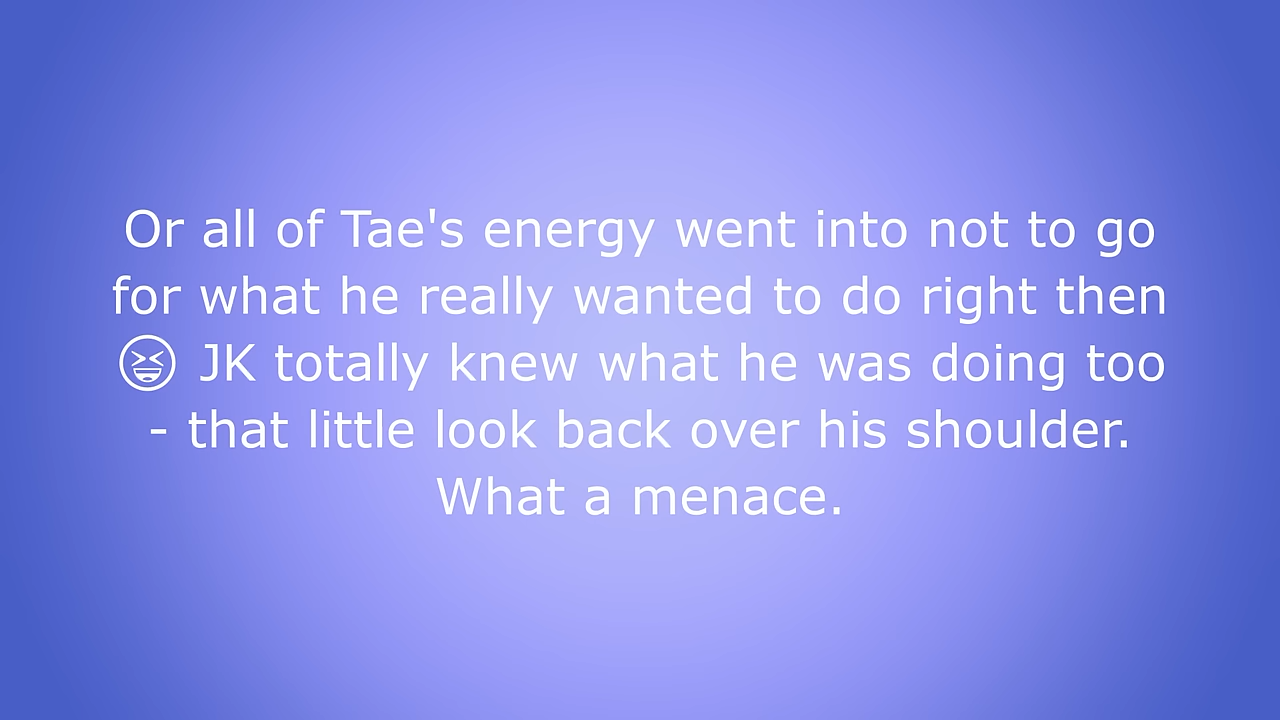 Or all of Tae's energy went into not to go
for what he really wanted to do right then
😆 JK totally knew what he was doing too
- that little look back over his shoulder.
What a menace.